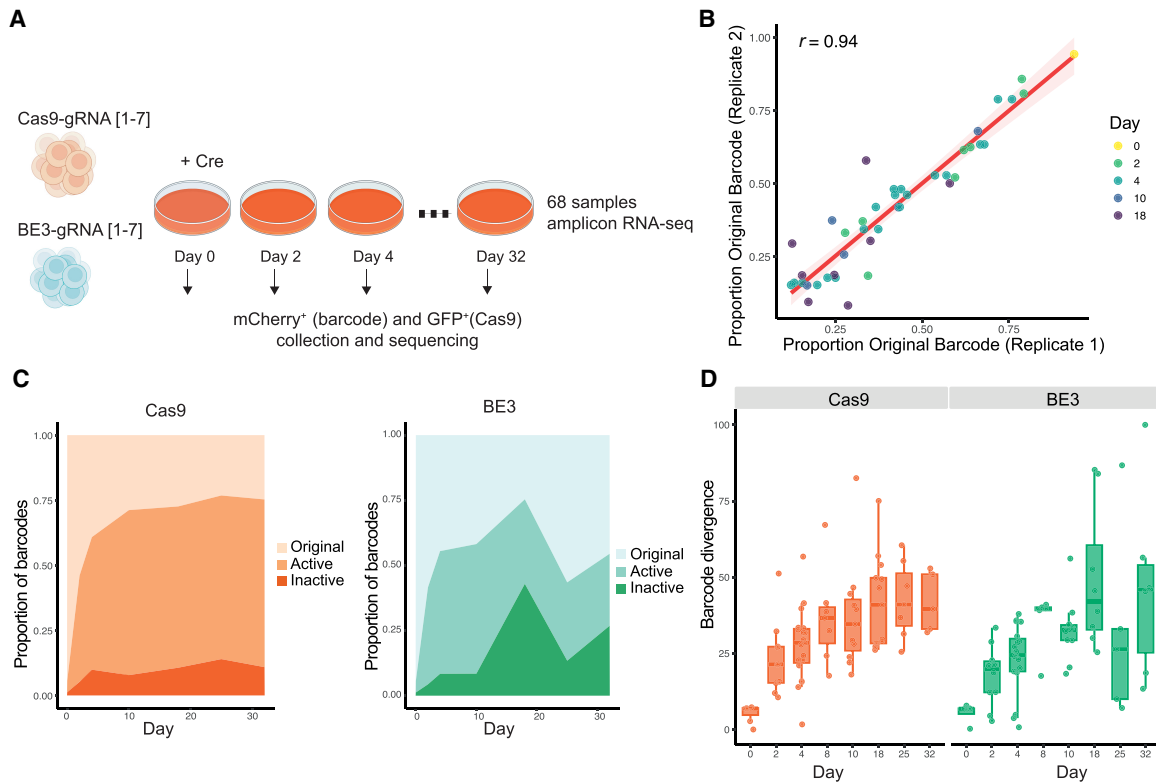 A
Cas9-gRNA [1-7]
BE3-gRNA [1-7]
+ Cre
Day 0
Day 2
Day 4
Day 32
68 samples
amplicon RNA-seq
mCherry⁺ (barcode) and GFP⁺(Cas9)
collection and sequencing
B
r = 0.94
Proportion Original Barcode (Replicate 2)
1.00
0.75
0.50
0.25
0.25
0.50
0.75
Proportion Original Barcode (Replicate 1)
Day
0
2
4
10
18
C
Cas9
Proportion of barcodes
1.00
0.75
0.50
0.25
0.00
0
10
20
30
Day
Original
Active
Inactive
BE3
Proportion of barcodes
1.00
0.75
0.50
0.25
0.00
0
10
20
30
Day
Original
Active
Inactive
D
Cas9
BE3
Barcode divergence
100
75
50
25
0
0
2
4
8
10
18
25
32
Day
0
2
4
8
10
18
25
32
Day